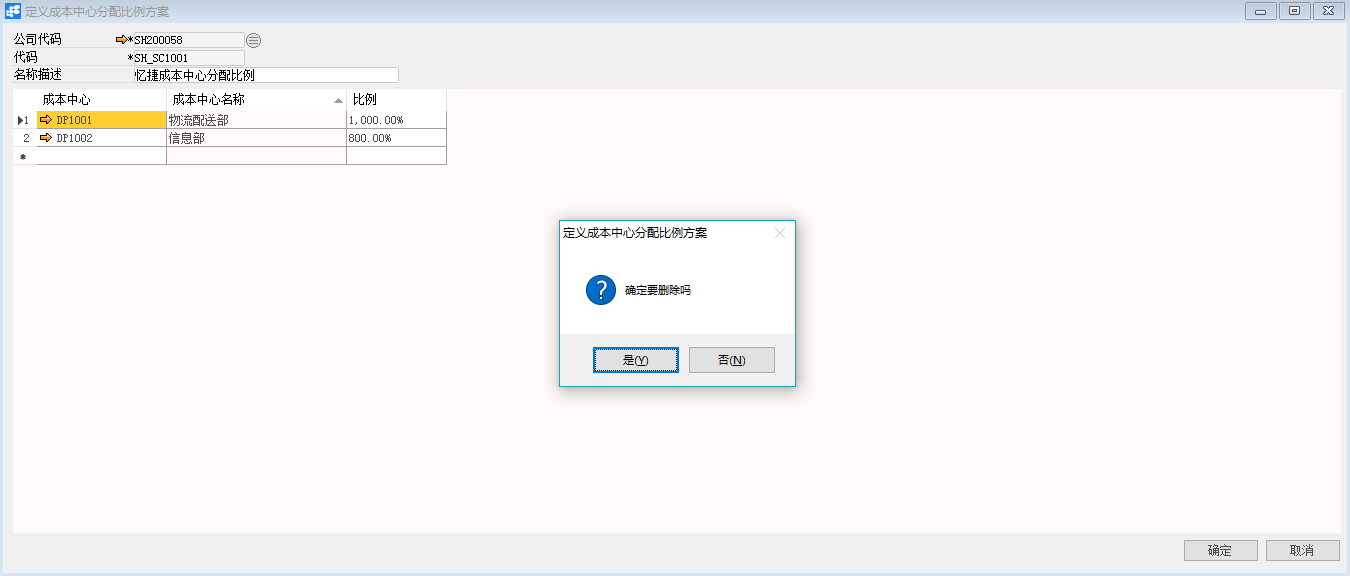 定义成本中心分配比例方案
公司代码 *SH200058
代码 *SH_SC1001
名称描述 忆捷成本中心分配比例
成本中心 成本中心名称 比例
1 DP1001 物流配送部 1,000.00%
2 DP1002 信息部 800.00%
*
定义成本中心分配比例方案
? 确定要删除吗
是(Y) 否(N)
确定 取消